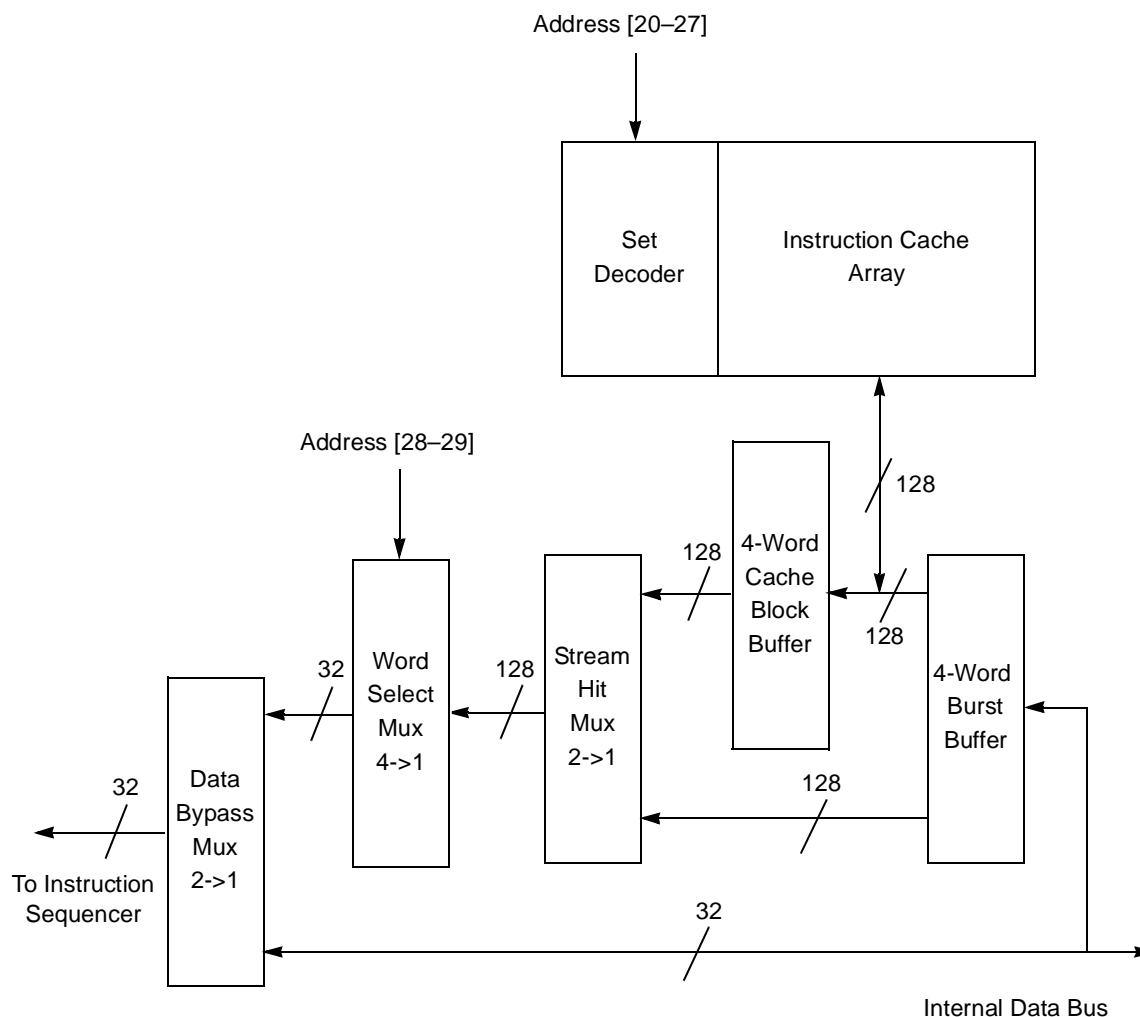 Address [20–27]
Set
Decoder
Instruction Cache
Array
Address [28–29]
128
128
4-Word
Cache
Block
Buffer
128
4-Word
Burst
Buffer
Stream
Hit
Mux
2->1
128
Word
Select
Mux
4->1
32
128
Data
Bypass
Mux
2->1
32
To Instruction
Sequencer
32
Internal Data Bus